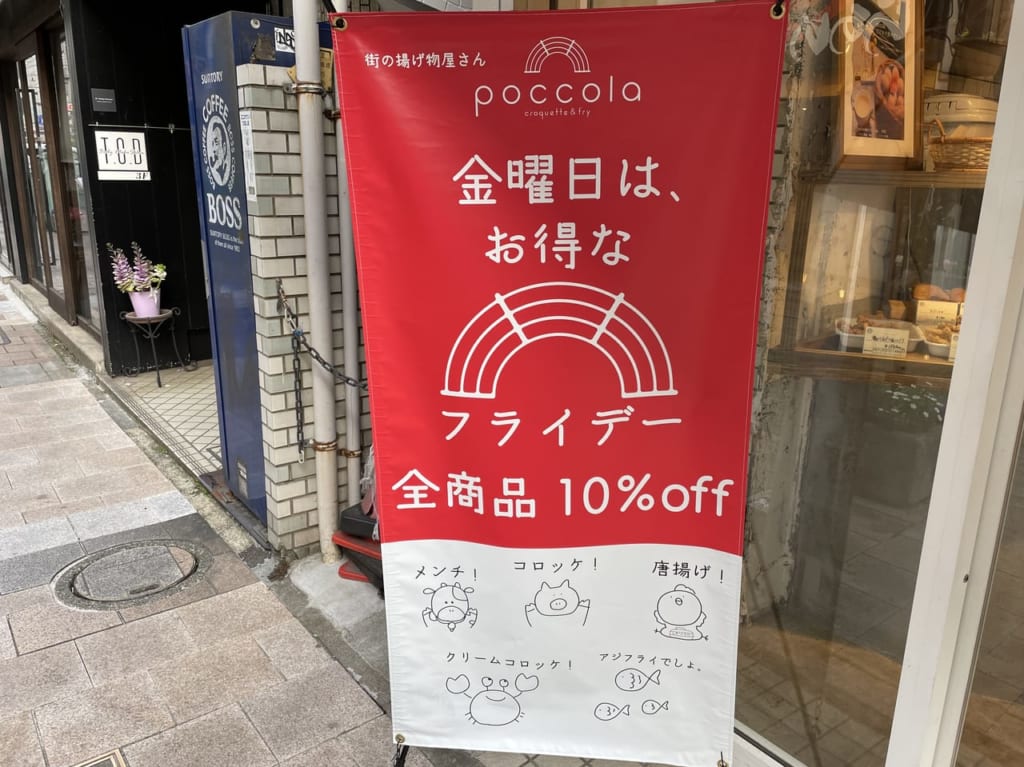 街の揚げ物屋さん
poccola
croquette & fry
金曜日は、
お得な
フライデー
全商品 10%off
メンチ！
コロッケ！
唐揚げ！
クリームコロッケ！
アジフライでしょ。
SUNTORY
COFFEE
BOSS
T.O.D
3F